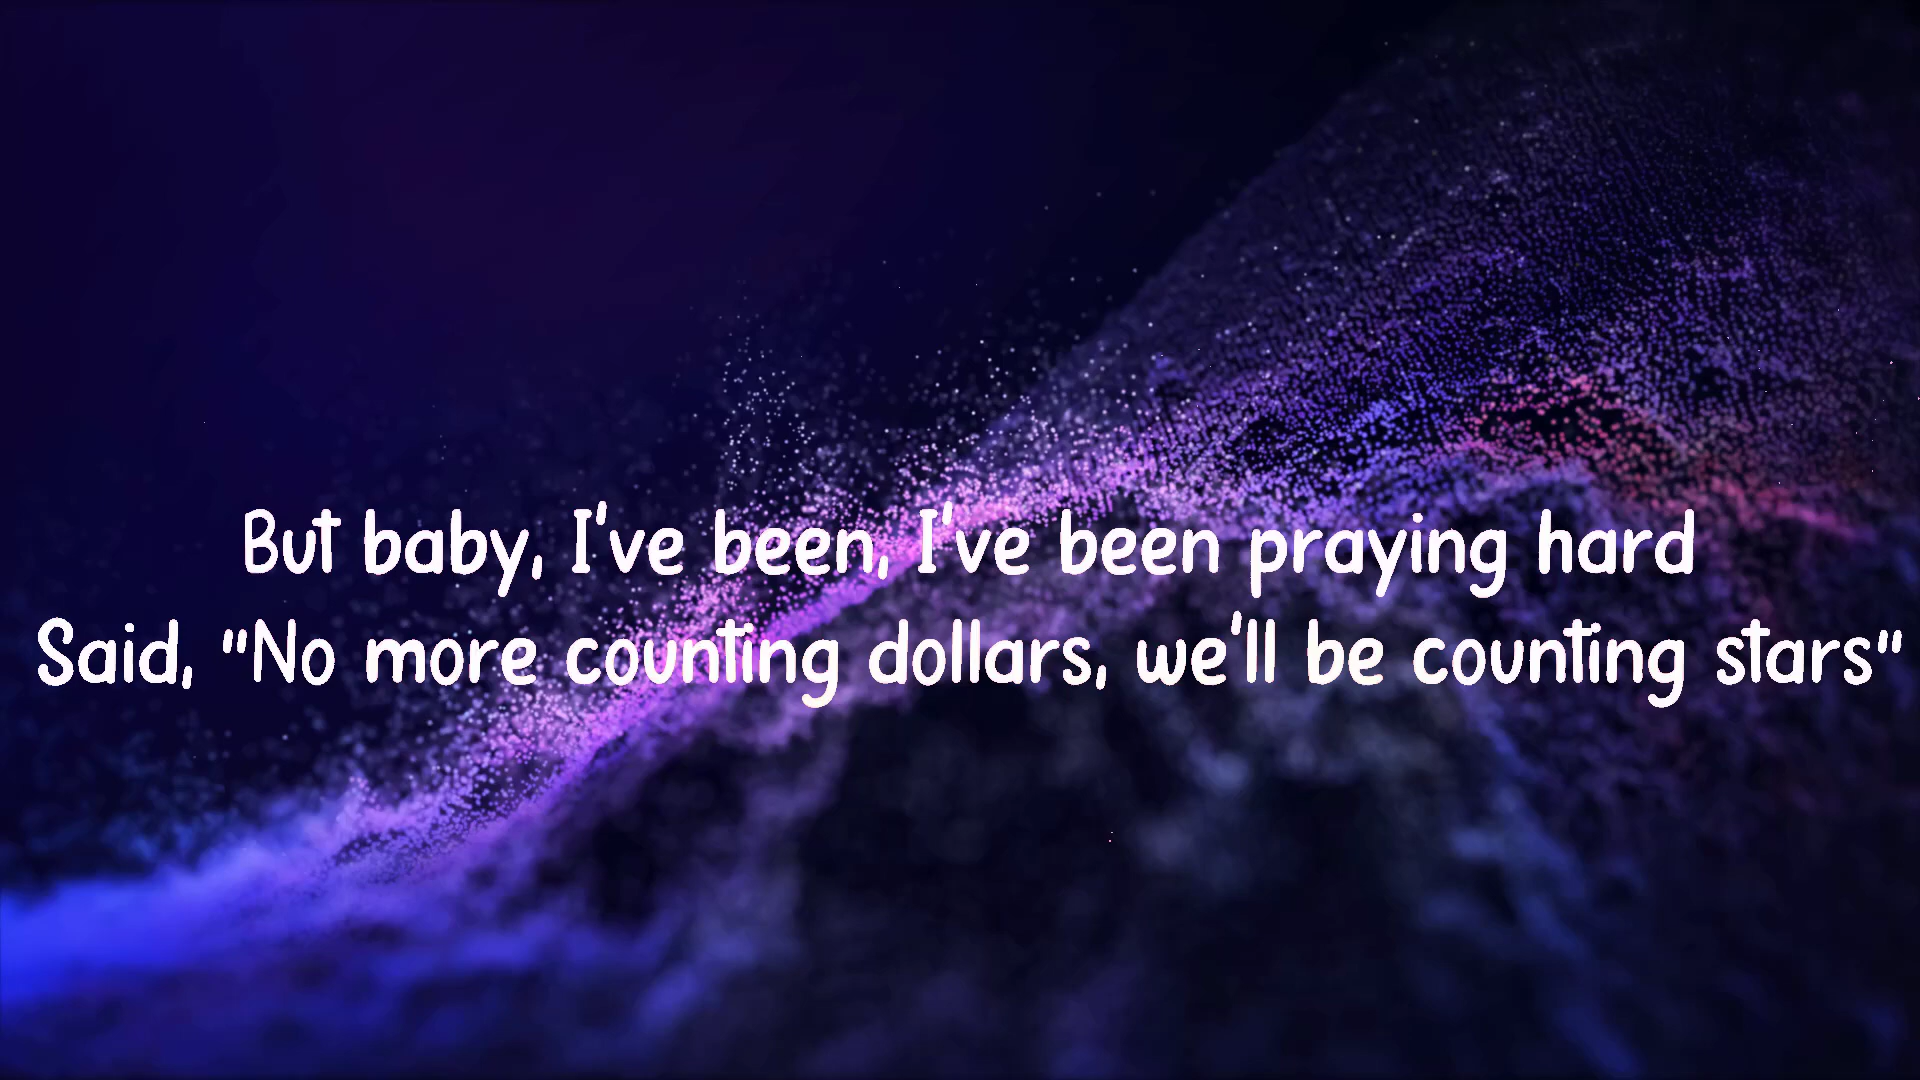 But baby, I've been, I've been praying hard
Said, "No more counting dollars, we'll be counting stars"